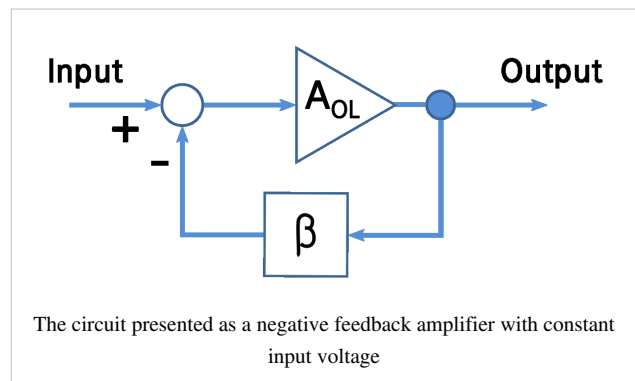 Input
Output
A_OL
+
-
β
The circuit presented as a negative feedback amplifier with constant
input voltage